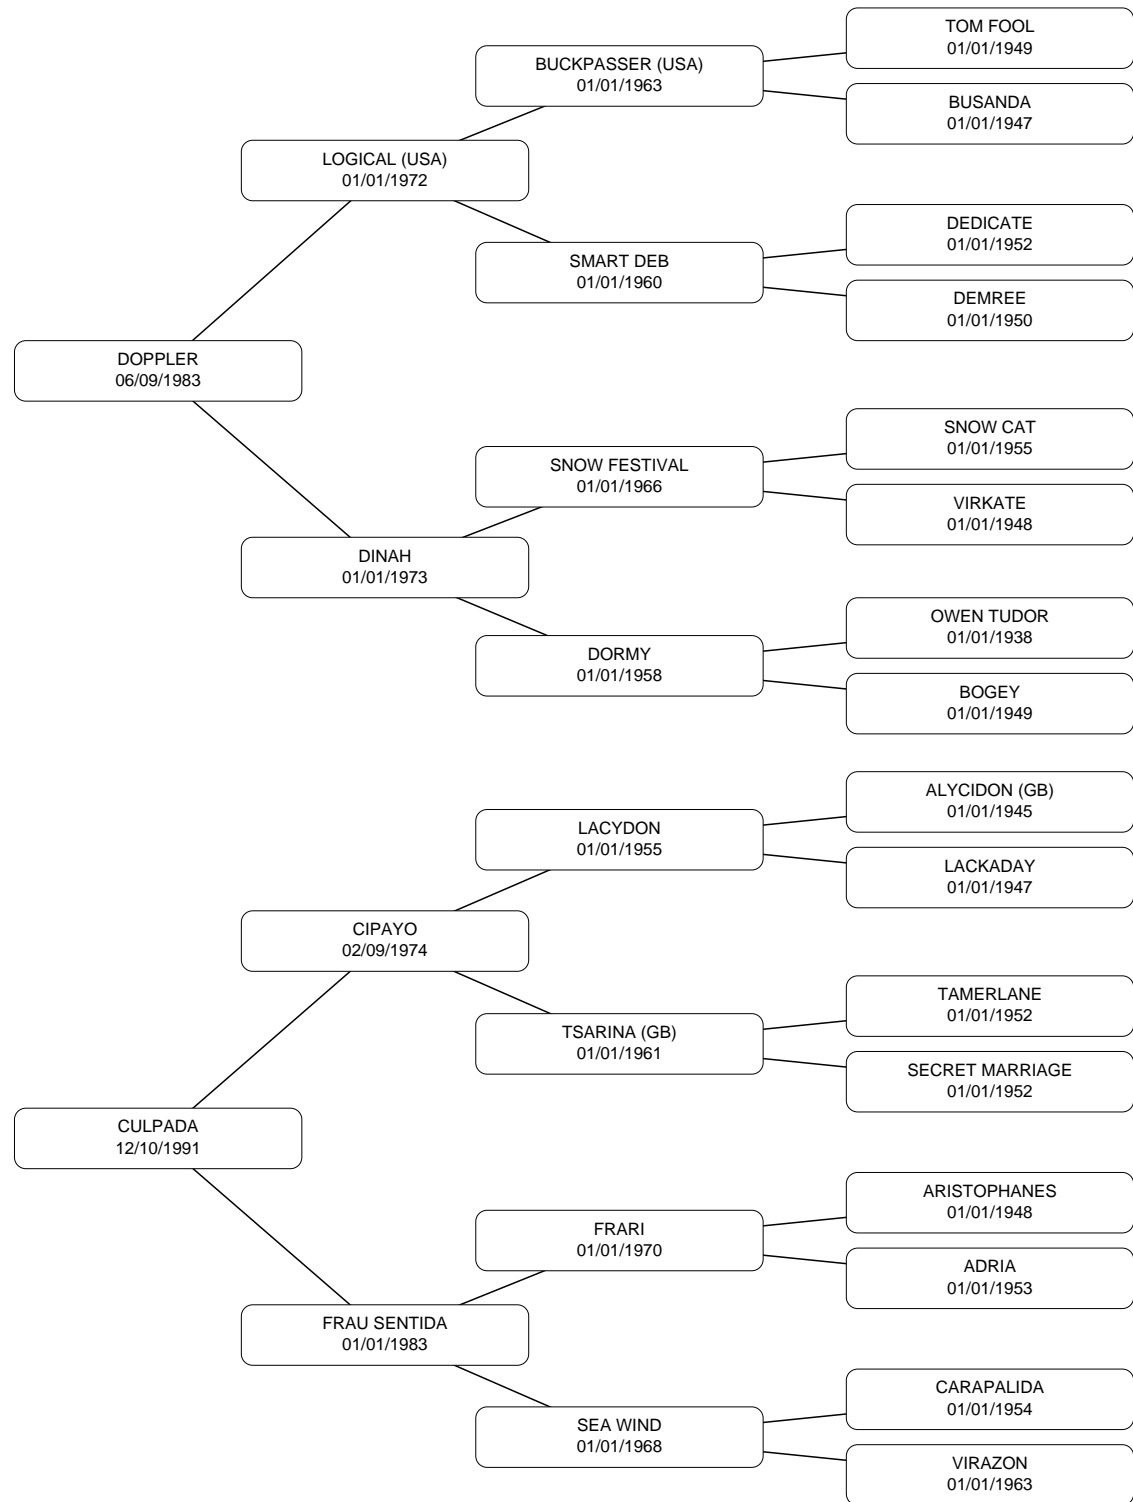 TOM FOOL
01/01/1949
BUCKPASSER (USA)
01/01/1963
BUSANDA
01/01/1947
LOGICAL (USA)
01/01/1972
DEDICATE
01/01/1952
SMART DEB
01/01/1960
DEMREE
01/01/1950
DOPPLER
06/09/1983
SNOW CAT
01/01/1955
SNOW FESTIVAL
01/01/1966
VIRKATE
01/01/1948
DINAH
01/01/1973
OWEN TUDOR
01/01/1938
DORMY
01/01/1958
BOGEY
01/01/1949
ALYCIDON (GB)
01/01/1945
LACYDON
01/01/1955
LACKADAY
01/01/1947
CIPAYO
02/09/1974
TAMERLANE
01/01/1952
TSARINA (GB)
01/01/1961
SECRET MARRIAGE
01/01/1952
CULPADA
12/10/1991
ARISTOPHANES
01/01/1948
FRARI
01/01/1970
ADRIA
01/01/1953
FRAU SENTIDA
01/01/1983
CARAPALIDA
01/01/1954
SEA WIND
01/01/1968
VIRAZON
01/01/1963